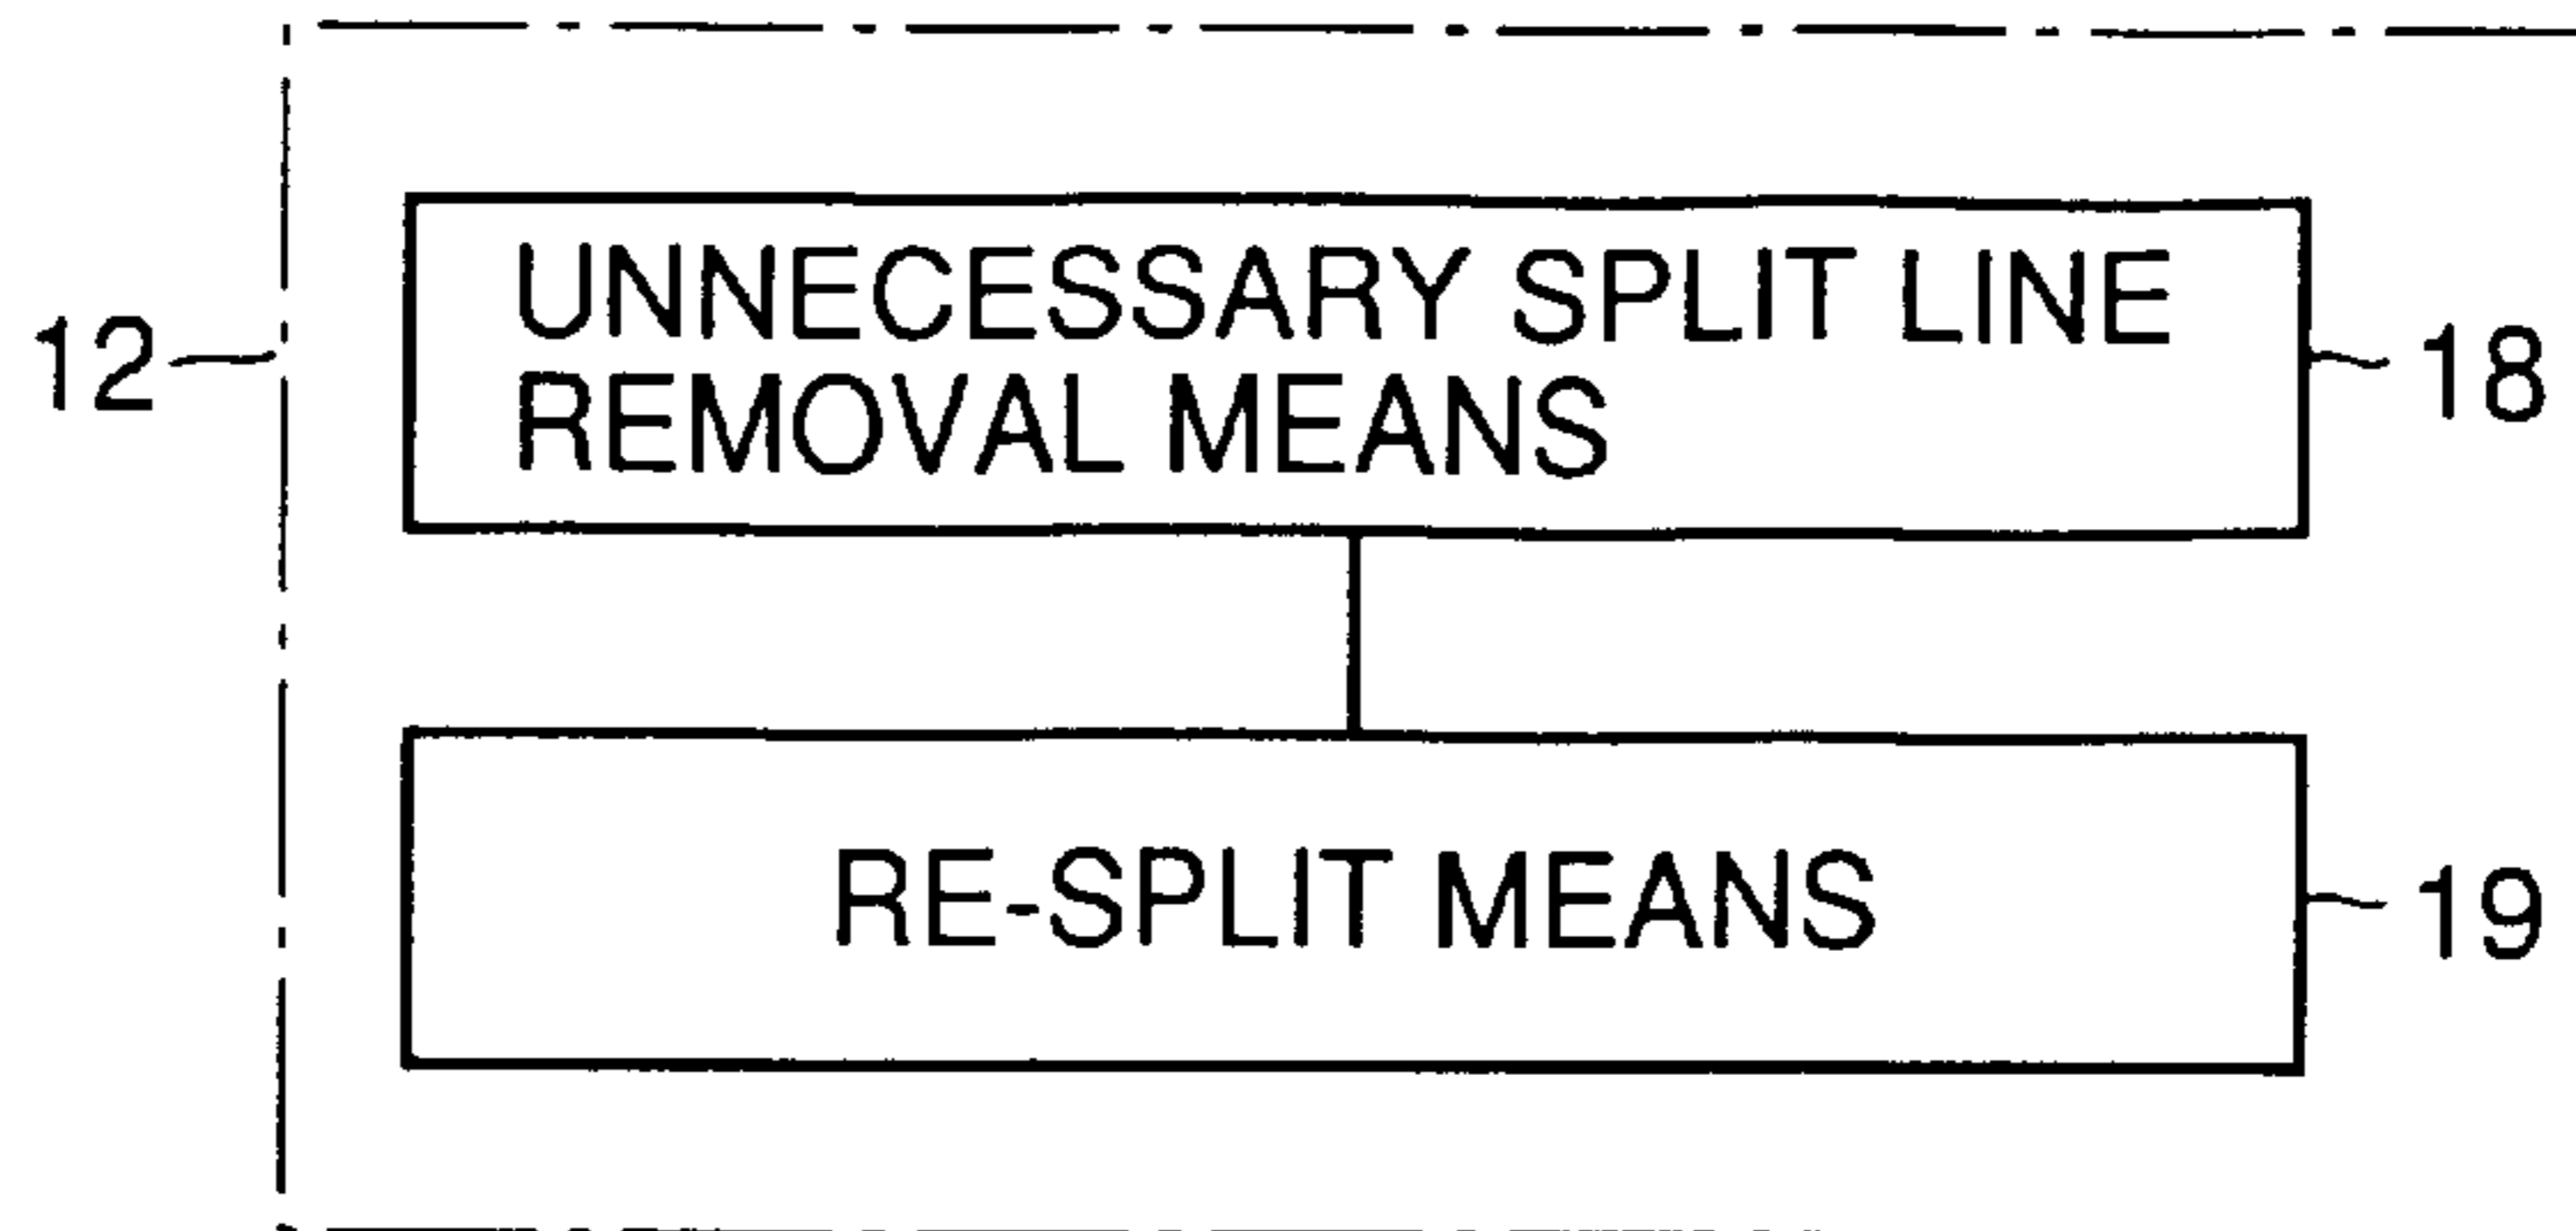 UNNECESSARY SPLIT LINE
REMOVAL MEANS
12
18
RE-SPLIT MEANS
19